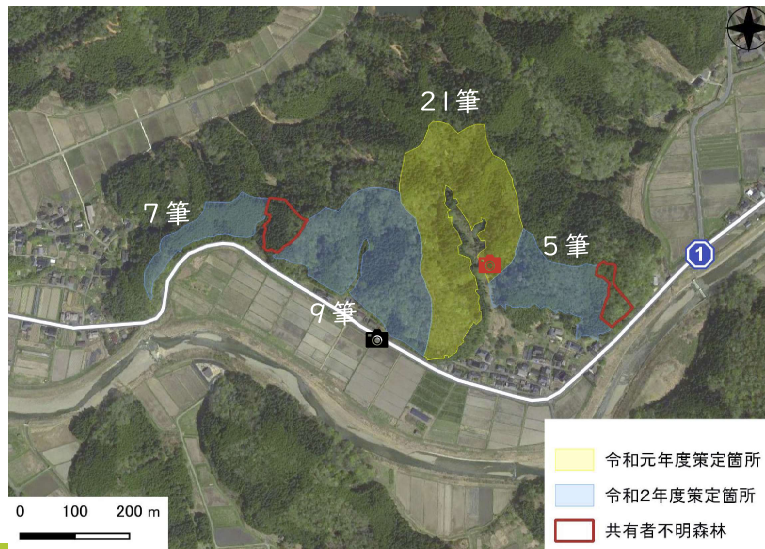 21筆
7筆
5筆
1
9筆
令和元年度策定箇所
令和2年度策定箇所
共有者不明森林
0 100 200 m